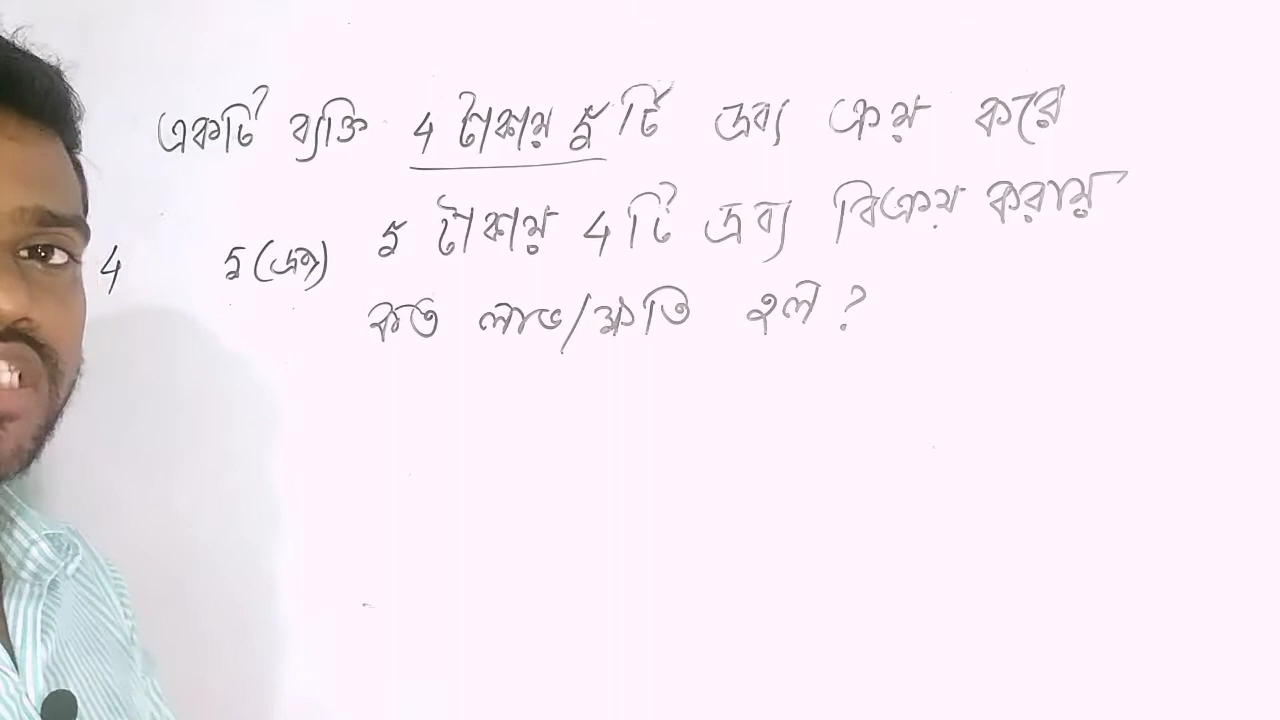 একটি ব্যক্তি 4 টাকায় 5 টি দ্রব্য ক্রয় করে
5 টাকায় 4 টি দ্রব্য বিক্রয় করায়
4 5 (দ্রব্য)
কত লাভ/ক্ষতি হল ?